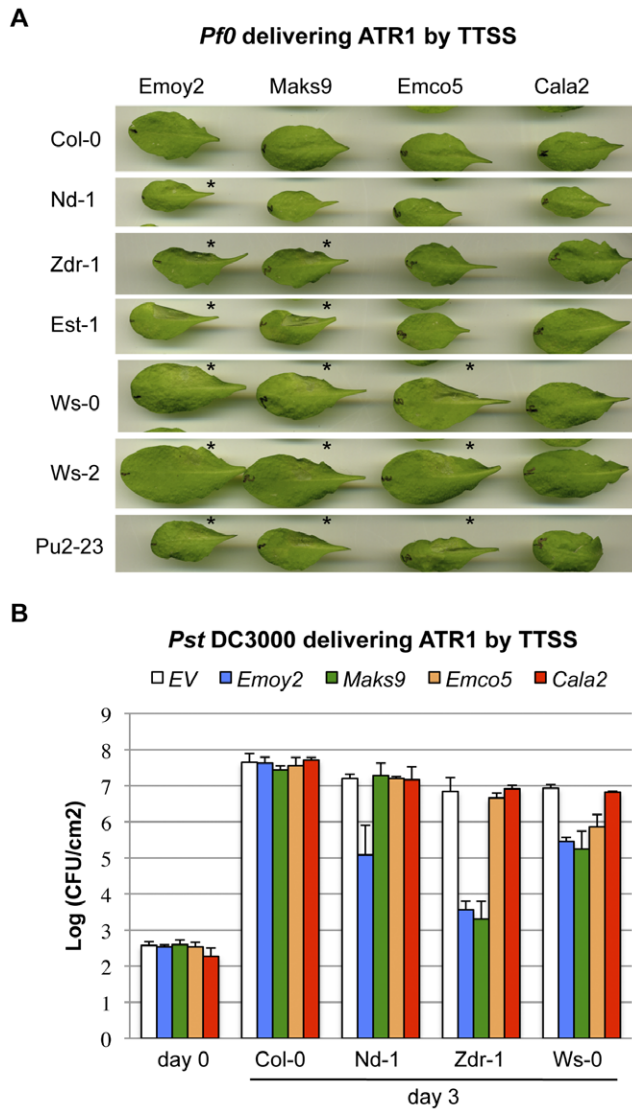 A
Pf0 delivering ATR1 by TTSS
Emoy2 Maks9 Emco5 Cala2
Col-0
Nd-1 *
Zdr-1 * *
Est-1 * *
Ws-0 * * *
Ws-2 * * *
Pu2-23 * * *
B
Pst DC3000 delivering ATR1 by TTSS
EV Emoy2 Maks9 Emco5 Cala2
Log (CFU/cm2)
9
8
7
6
5
4
3
2
1
0
day 0 Col-0 Nd-1 Zdr-1 Ws-0
day 3